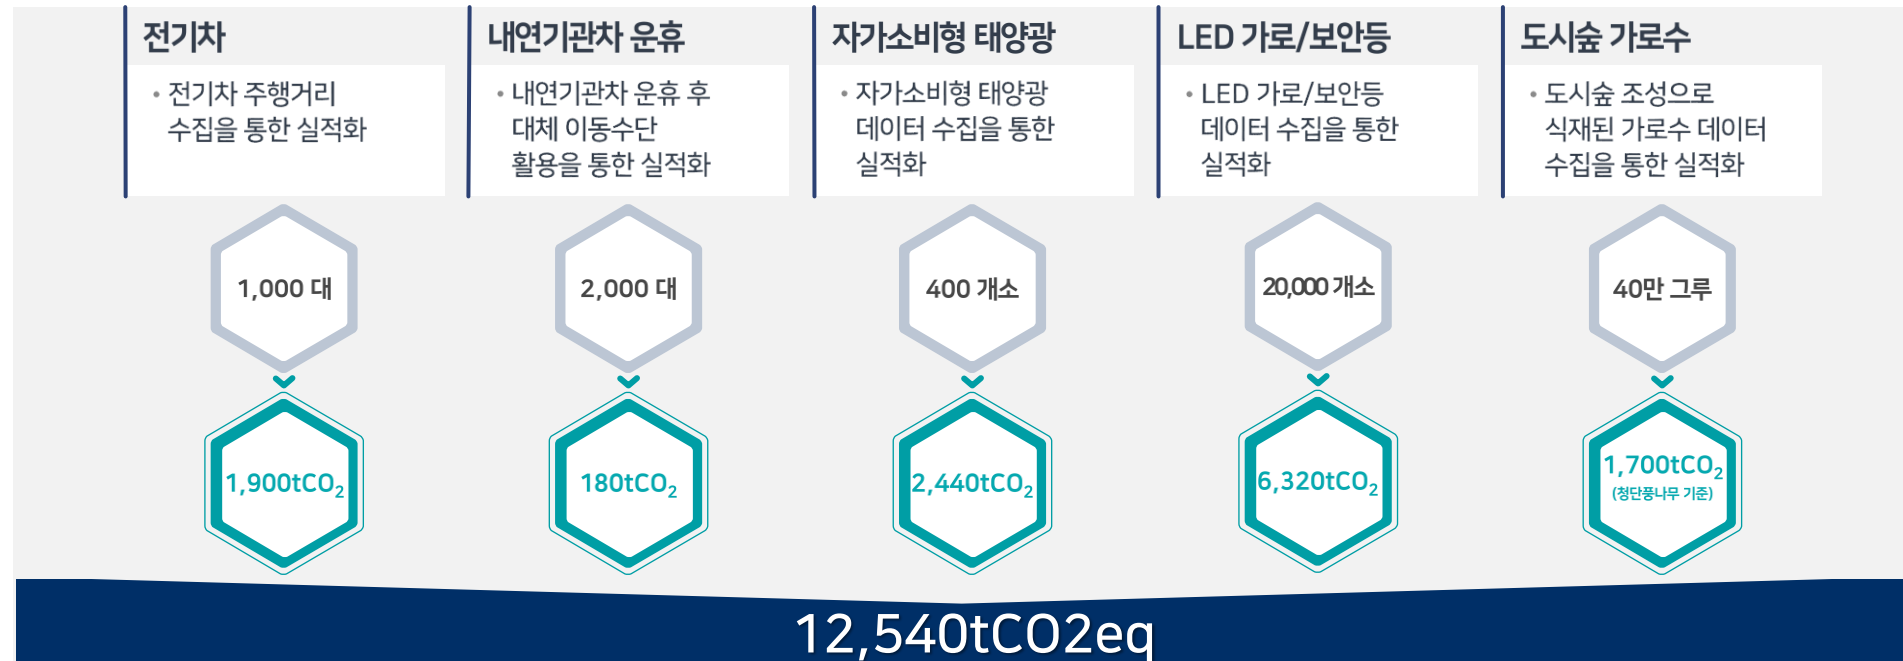 전기차
• 전기차 주행거리
수집을 통한 실적화
1,000 대
1,900tCO₂
내연기관차 운휴
• 내연기관차 운휴 후
대체 이동수단
활용을 통한 실적화
2,000 대
180tCO₂
자가소비형 태양광
• 자가소비형 태양광
데이터 수집을 통한
실적화
400 개소
2,440tCO₂
LED 가로/보안등
• LED 가로/보안등
데이터 수집을 통한
실적화
20,000 개소
6,320tCO₂
도시숲 가로수
• 도시숲 조성으로
식재된 가로수 데이터
수집을 통한 실적화
40만 그루
1,700tCO₂
(청단풍나무 기준)
12,540tCO2eq